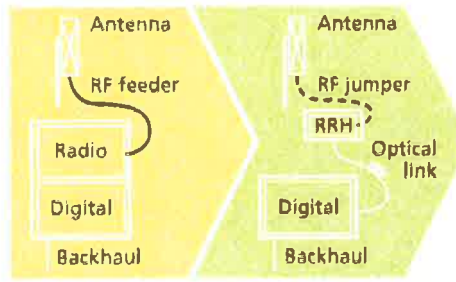 Antenna
RF feeder
Radio
Digital
Backhaul
Antenna
RF jumper
RRH
Optical
link
Digital
Backhaul